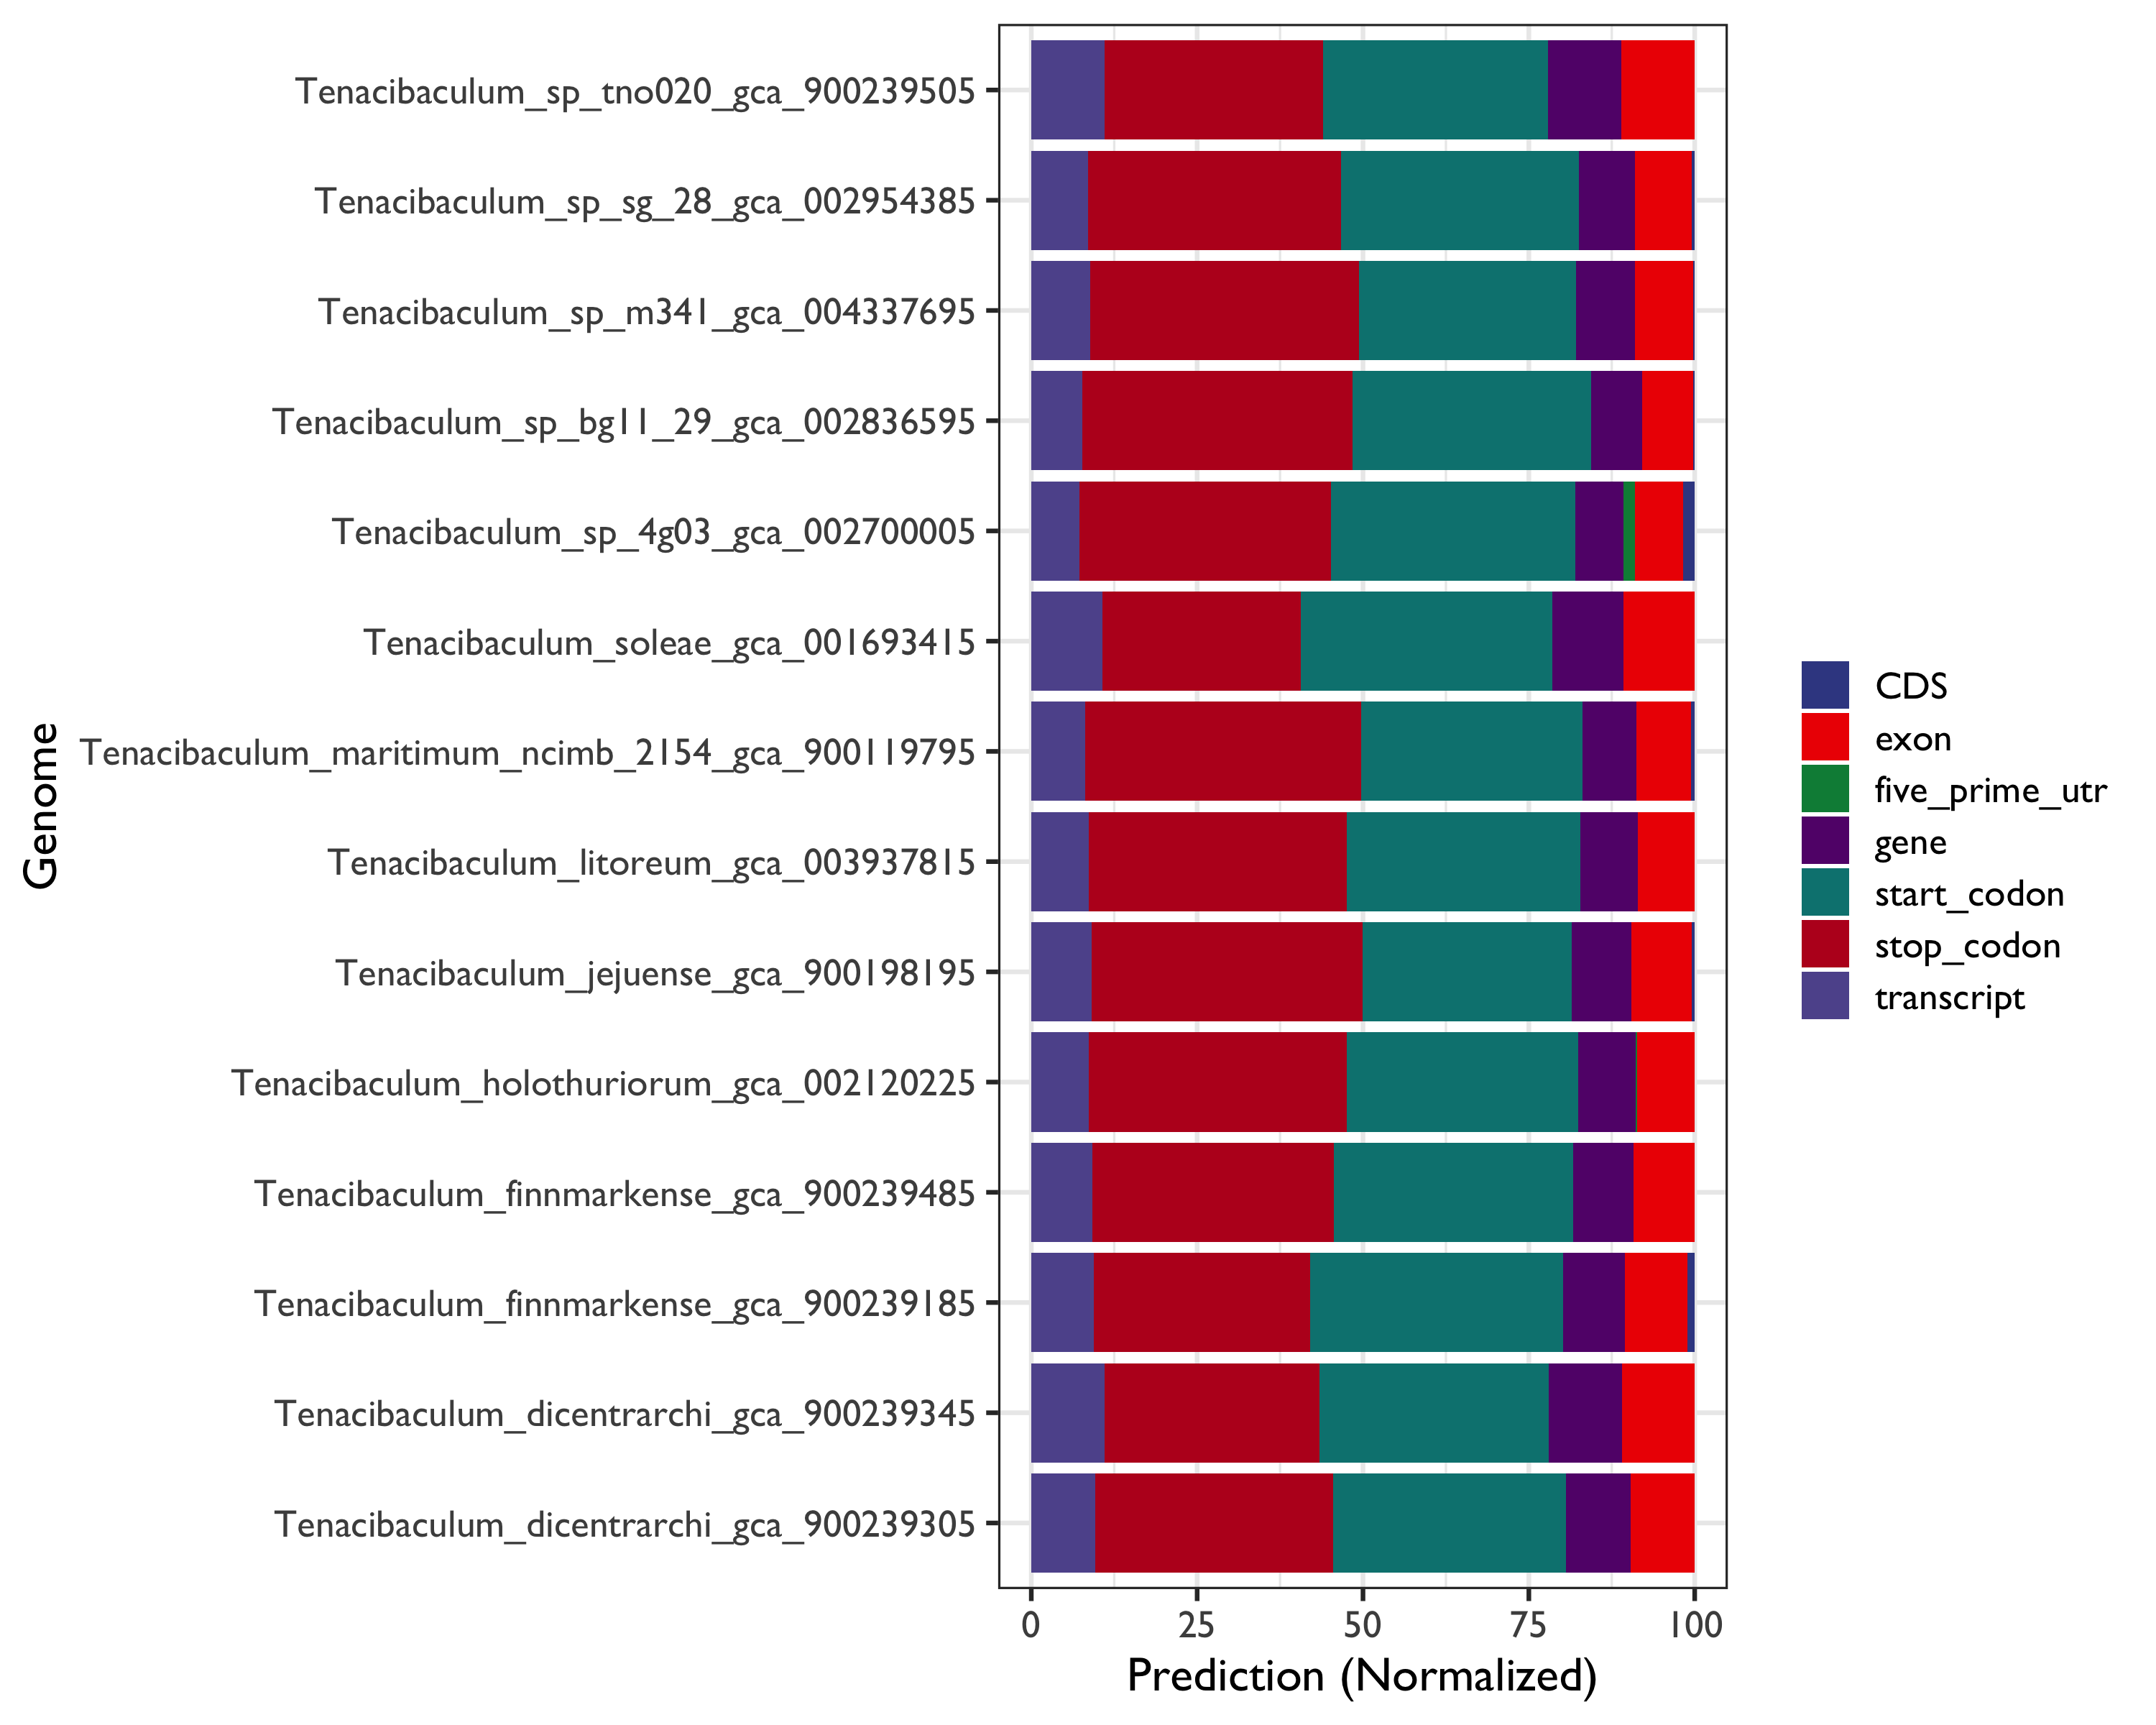 Tenacibaculum_sp_tno020_gca_900239505
Tenacibaculum_sp_sg_28_gca_002954385
Tenacibaculum_sp_m341_gca_004337695
Tenacibaculum_sp_bg11_29_gca_002836595
Tenacibaculum_sp_4g03_gca_002700005
Tenacibaculum_soleae_gca_001693415
Tenacibaculum_maritimum_ncimb_2154_gca_900119795
Tenacibaculum_litoreum_gca_003937815
Tenacibaculum_jejuense_gca_900198195
Tenacibaculum_holothuriorum_gca_002120225
Tenacibaculum_finnmarkense_gca_900239485
Tenacibaculum_finnmarkense_gca_900239185
Tenacibaculum_dicentrarchi_gca_900239345
Tenacibaculum_dicentrarchi_gca_900239305
Genome
0 25 50 75 100
Prediction (Normalized)
CDS
exon
five_prime_utr
gene
start_codon
stop_codon
transcript